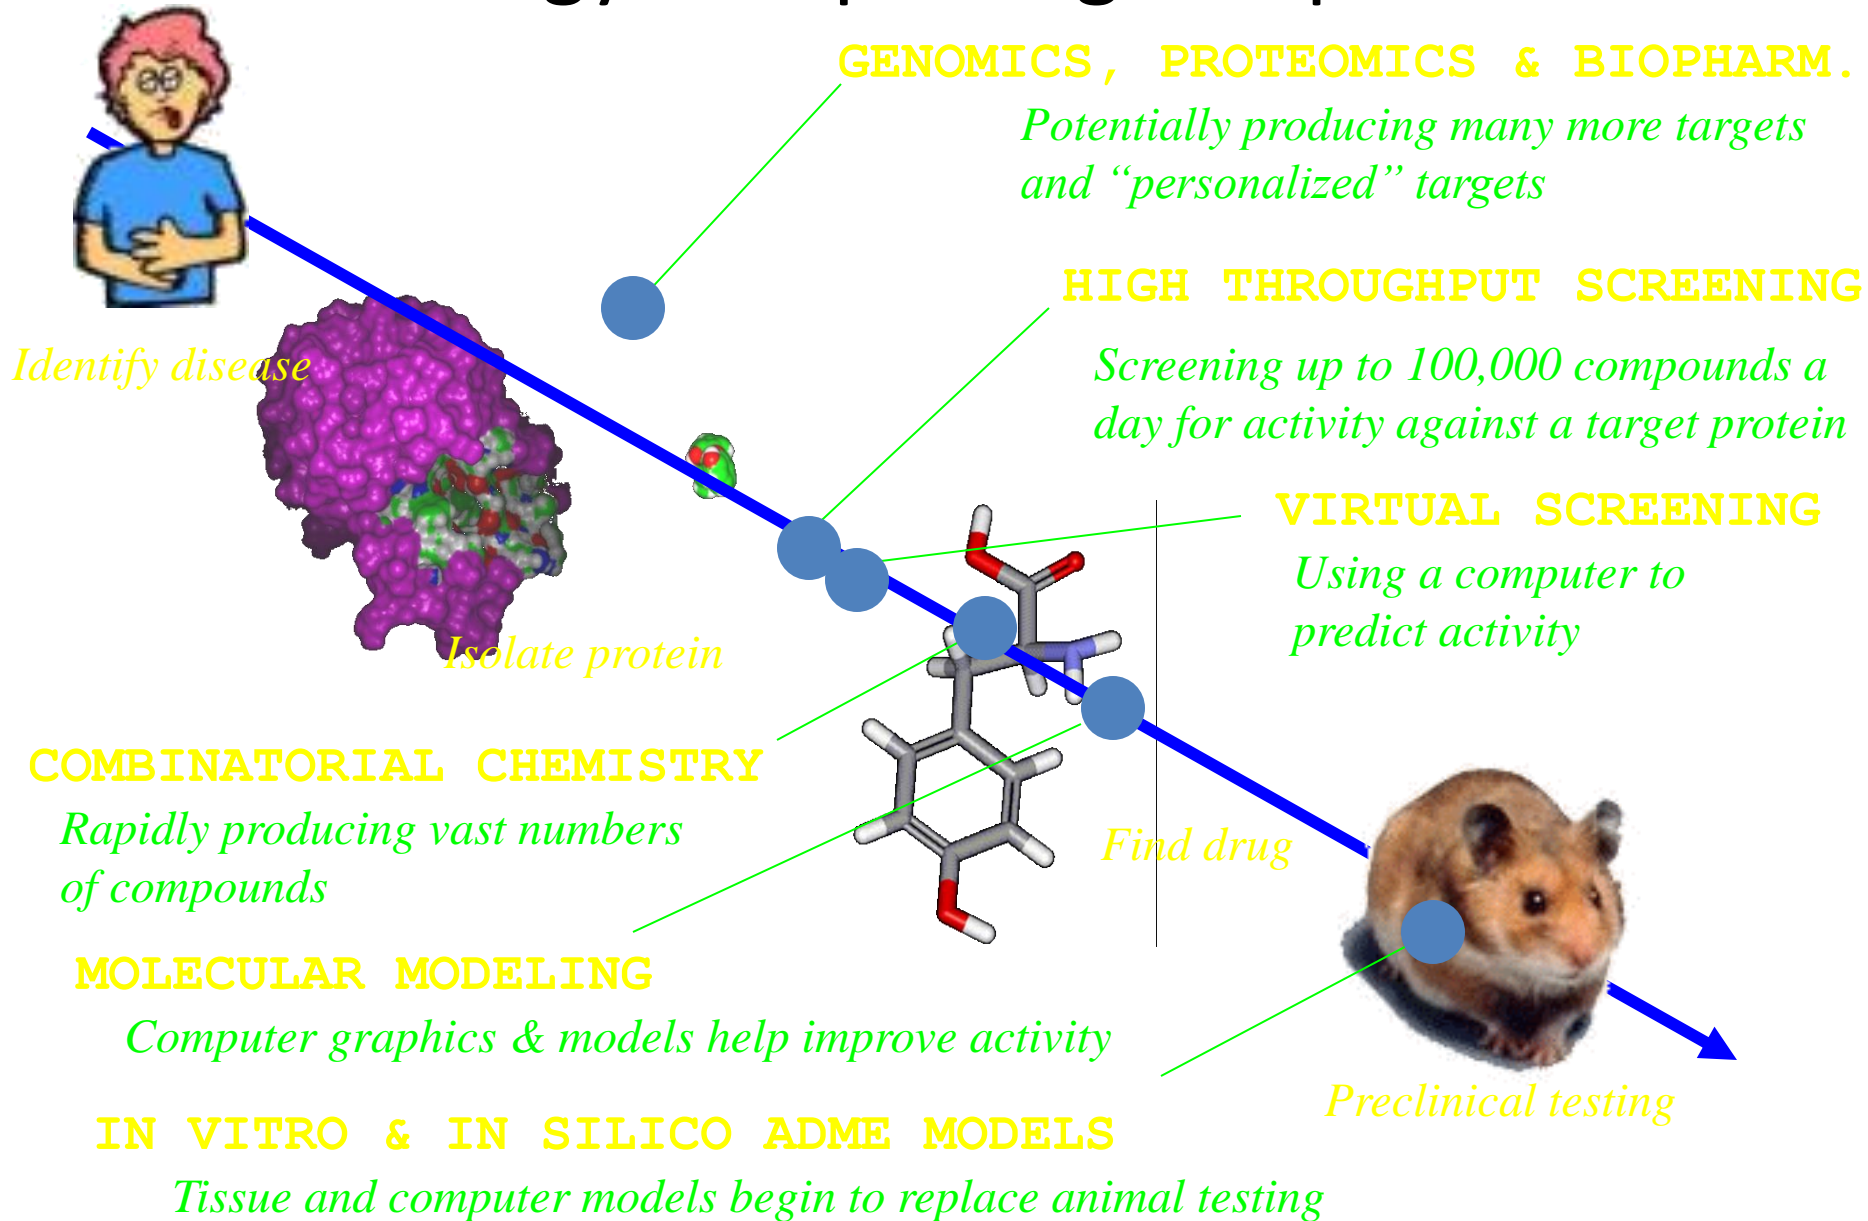 GENOMICS, PROTEOMICS & BIOPHARM.
Potentially producing many more targets
and “personalized” targets
HIGH THROUGHPUT SCREENING
Identify disease
Screening up to 100,000 compounds a
day for activity against a target protein
VIRTUAL SCREENING
Using a computer to
predict activity
Isolate protein
COMBINATORIAL CHEMISTRY
Rapidly producing vast numbers
of compounds
Find drug
MOLECULAR MODELING
Computer graphics & models help improve activity
Preclinical testing
IN VITRO & IN SILICO ADME MODELS
Tissue and computer models begin to replace animal testing